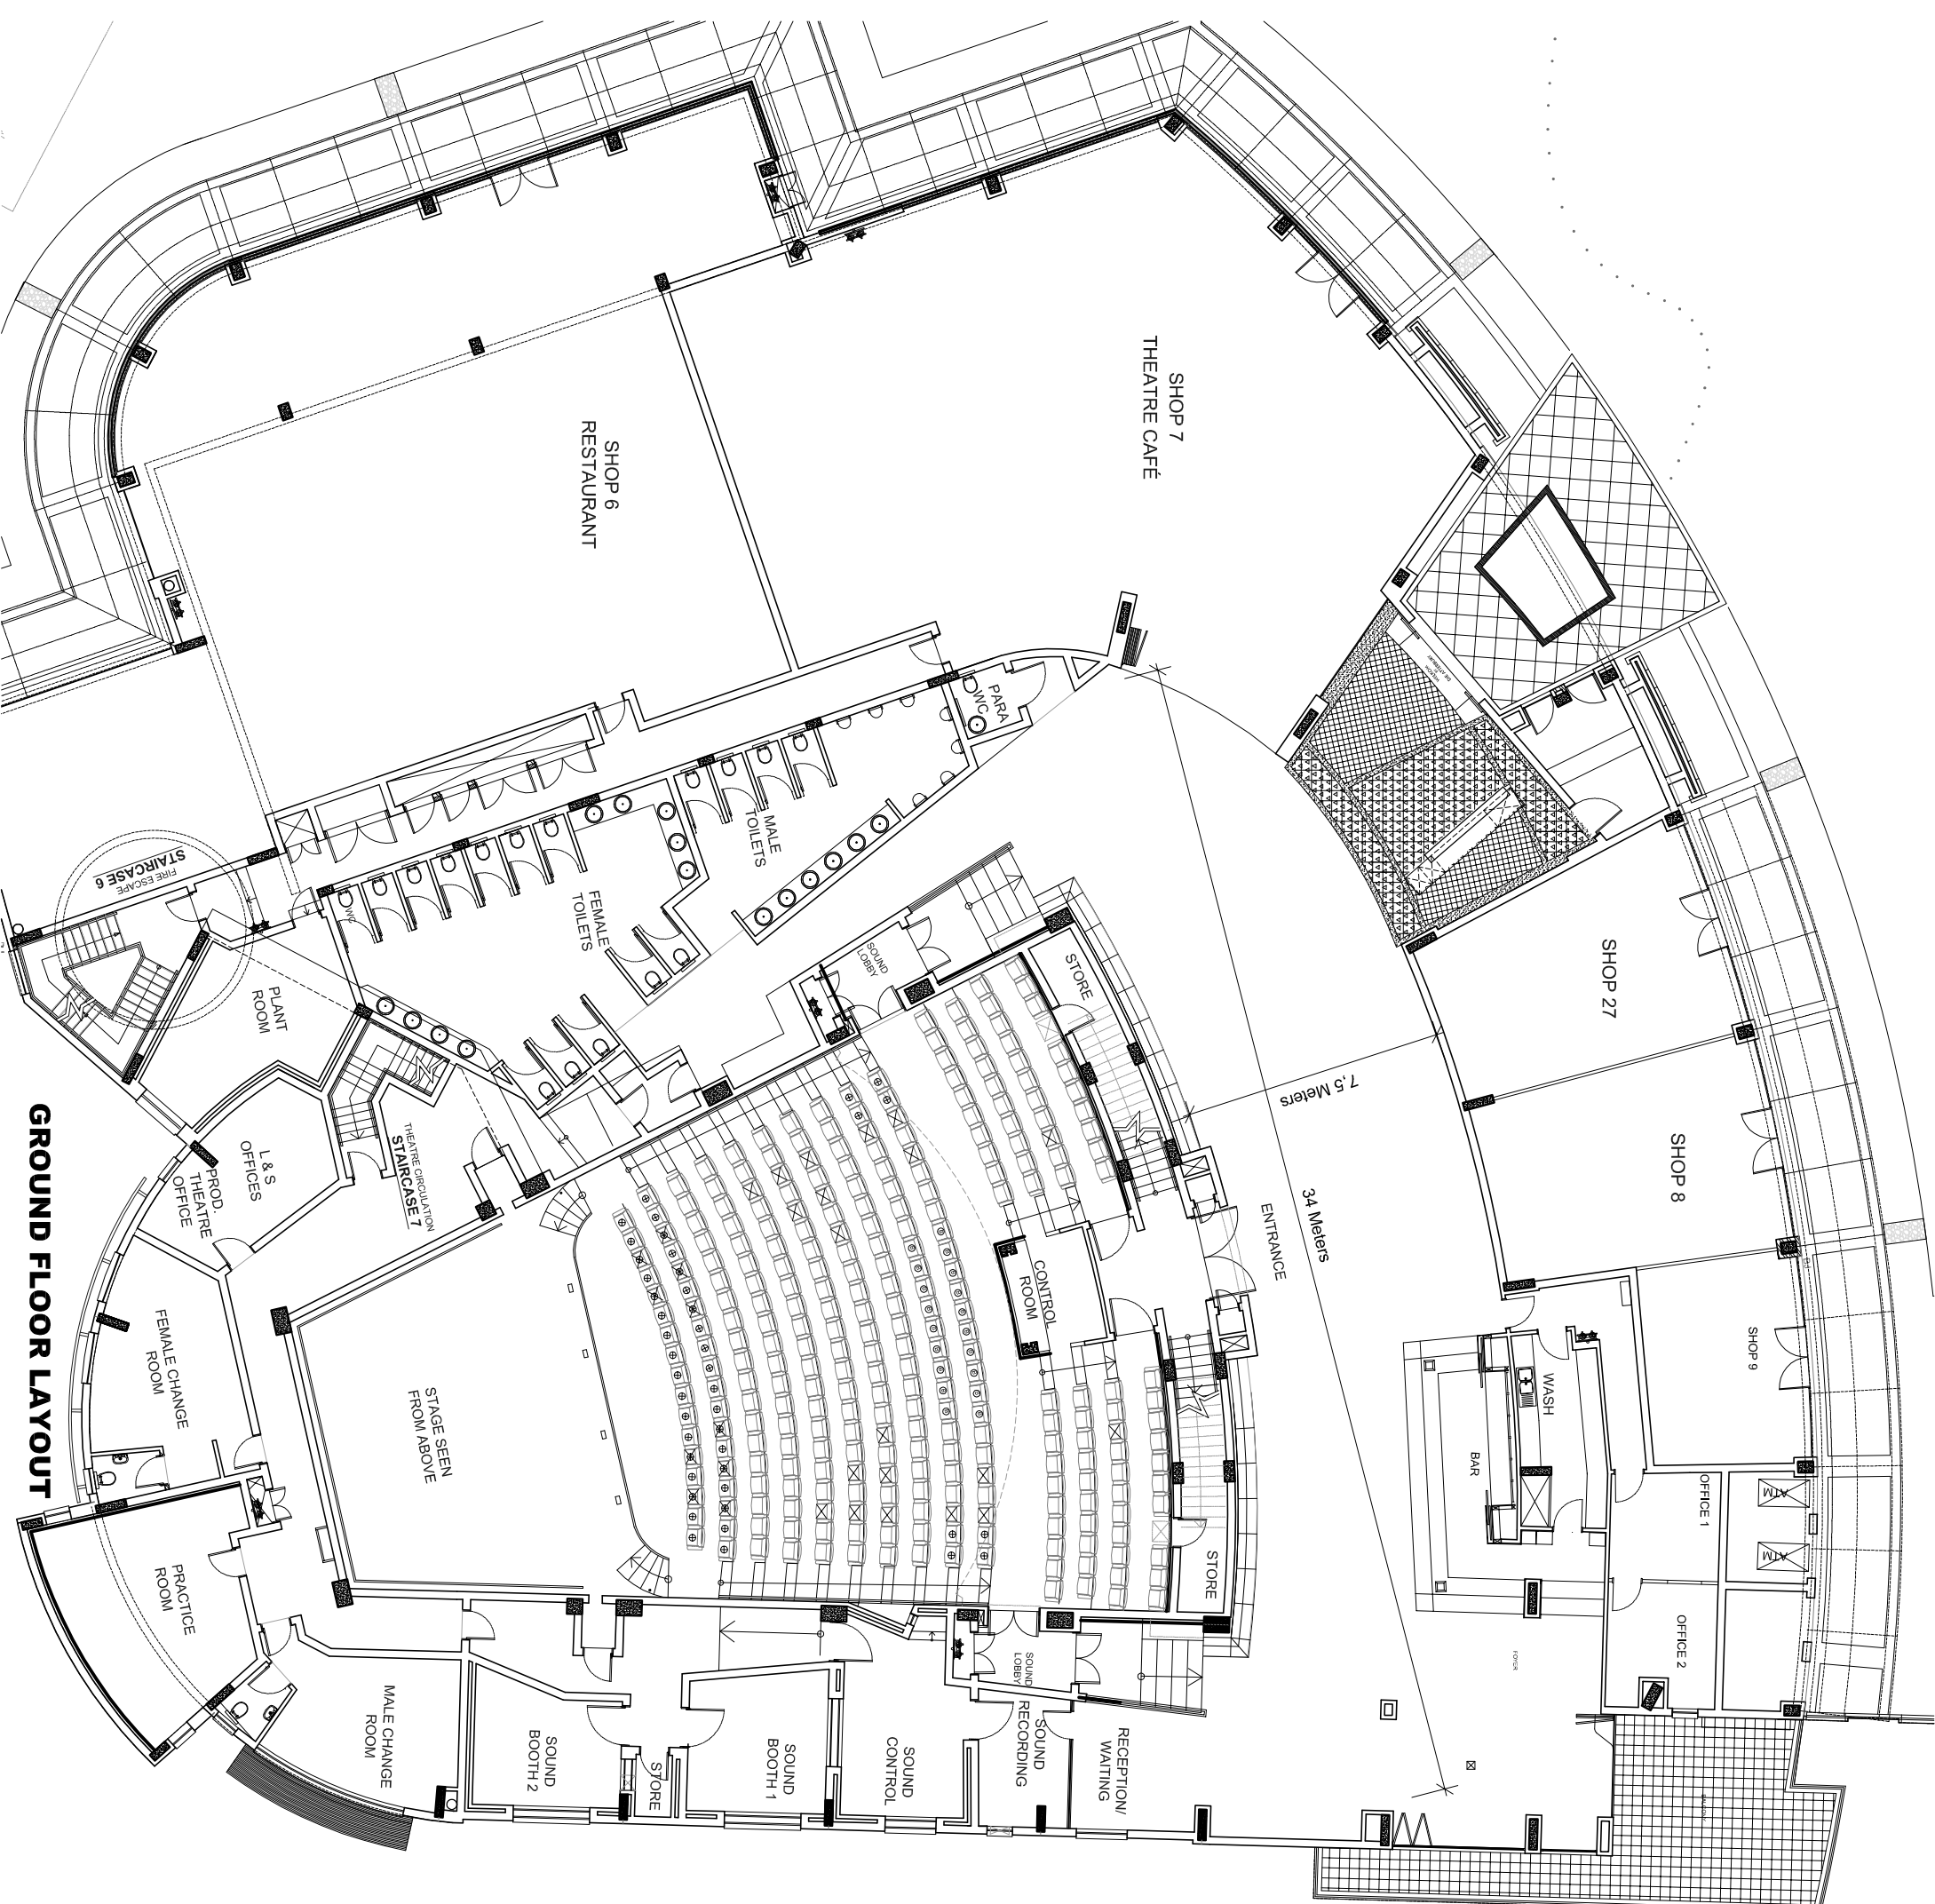 SHOP 7
THEATRE CAFÉ
SHOP 6
RESTAURANT
PARA
WC
MALE
TOILETS
FEMALE
TOILETS
WC
FIRE ESCAPE
STAIRCASE 6
PLANT
ROOM
L & S
OFFICES
PROD.
THEATRE
OFFICE
THEATRE CIRCULATION
STAIRCASE 7
FEMALE CHANGE
ROOM
PRACTICE
ROOM
MALE CHANGE
ROOM
STAGE SEEN
FROM ABOVE
SOUND
LOBBY
STORE
CONTROL
ROOM
ENTRANCE
7,5 Meters
34 Meters
STORE
SOUND
LOBBY
SOUND
BOOTH 2
STORE
SOUND
BOOTH 1
SOUND
CONTROL
SOUND
RECORDING
RECEPTION/
WAITING
SHOP 27
SHOP 8
SHOP 9
WASH
BAR
OFFICE 1
OFFICE 2
ATM
ATM
FOYER
GROUND FLOOR LAYOUT